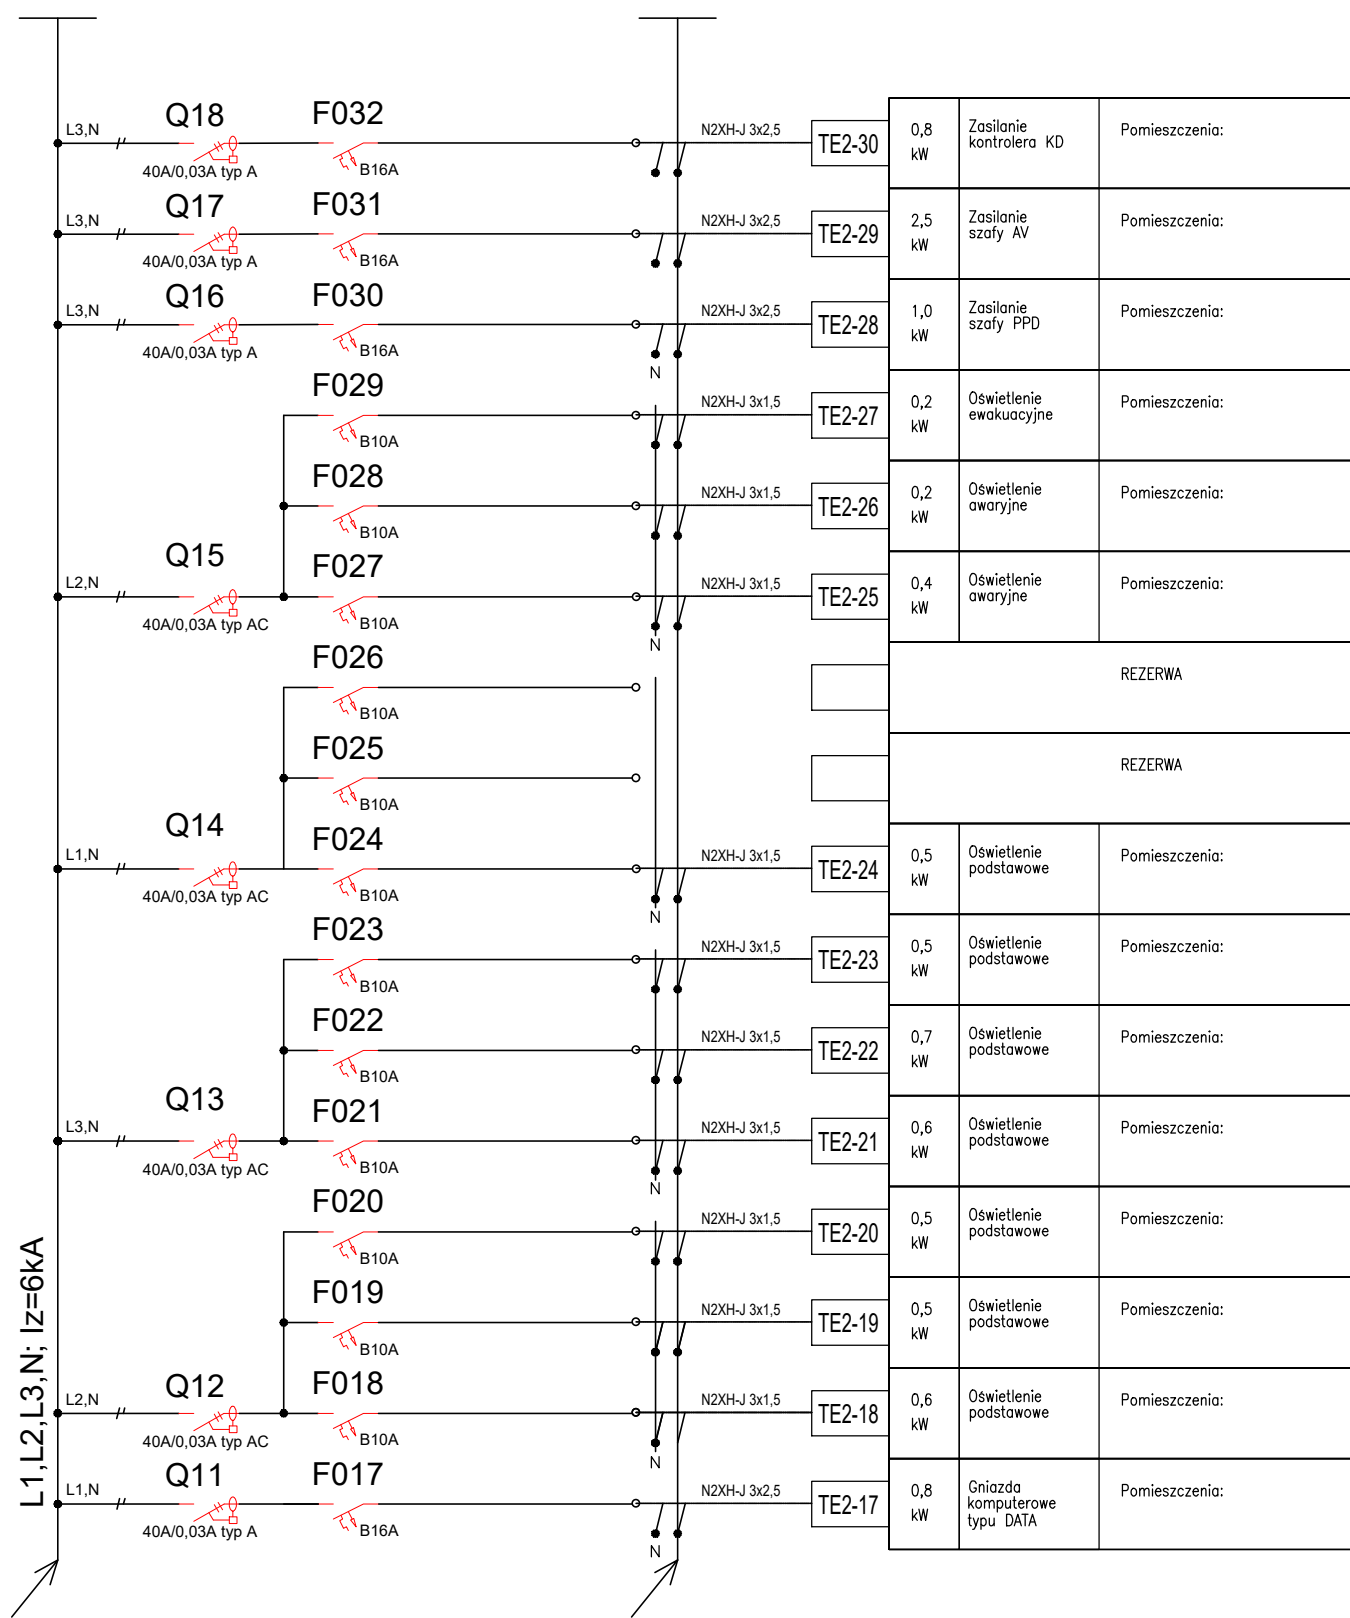 Q18
F032
L3,N
40A/0,03A typ A
B16A
N2XH-J 3x2,5
TE2-30
0,8
kW
Zasilanie
kontrolera KD
Pomieszczenia:
Q17
F031
L3,N
40A/0,03A typ A
B16A
N2XH-J 3x2,5
TE2-29
2,5
kW
Zasilanie
szafy AV
Pomieszczenia:
Q16
F030
L3,N
40A/0,03A typ A
B16A
N2XH-J 3x2,5
N
TE2-28
1,0
kW
Zasilanie
szafy PPD
Pomieszczenia:
F029
B10A
N2XH-J 3x1,5
TE2-27
0,2
kW
Oświetlenie
ewakuacyjne
Pomieszczenia:
F028
B10A
N2XH-J 3x1,5
TE2-26
0,2
kW
Oświetlenie
awaryjne
Pomieszczenia:
Q15
F027
L2,N
40A/0,03A typ AC
B10A
N2XH-J 3x1,5
N
TE2-25
0,4
kW
Oświetlenie
awaryjne
Pomieszczenia:
F026
B10A
REZERWA
F025
B10A
REZERWA
Q14
F024
L1,N
40A/0,03A typ AC
B10A
N2XH-J 3x1,5
N
TE2-24
0,5
kW
Oświetlenie
podstawowe
Pomieszczenia:
F023
B10A
N2XH-J 3x1,5
TE2-23
0,5
kW
Oświetlenie
podstawowe
Pomieszczenia:
F022
B10A
N2XH-J 3x1,5
TE2-22
0,7
kW
Oświetlenie
podstawowe
Pomieszczenia:
Q13
F021
L3,N
40A/0,03A typ AC
B10A
N2XH-J 3x1,5
N
TE2-21
0,6
kW
Oświetlenie
podstawowe
Pomieszczenia:
F020
B10A
N2XH-J 3x1,5
TE2-20
0,5
kW
Oświetlenie
podstawowe
Pomieszczenia:
F019
B10A
N2XH-J 3x1,5
TE2-19
0,5
kW
Oświetlenie
podstawowe
Pomieszczenia:
Q12
F018
L2,N
40A/0,03A typ AC
B10A
N2XH-J 3x1,5
N
TE2-18
0,6
kW
Oświetlenie
podstawowe
Pomieszczenia:
Q11
F017
L1,N
40A/0,03A typ A
B16A
N2XH-J 3x2,5
N
TE2-17
0,8
kW
Gniazda
komputerowe
typu DATA
Pomieszczenia:
L1,L2,L3,N; Iz=6kA